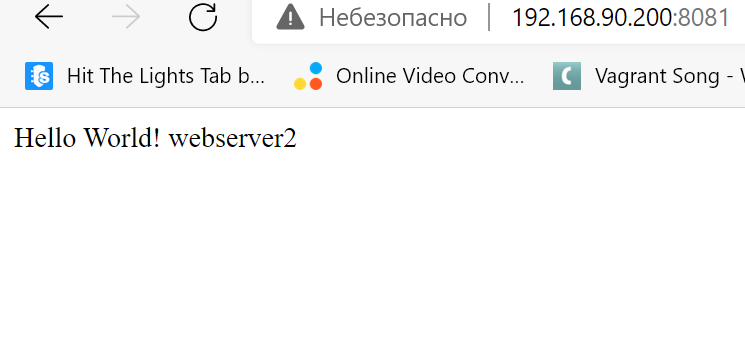 Небезопасно 192.168.90.200:8081
Hit The Lights Tab b... Online Video Conv... Vagrant Song - V
Hello World! webserver2